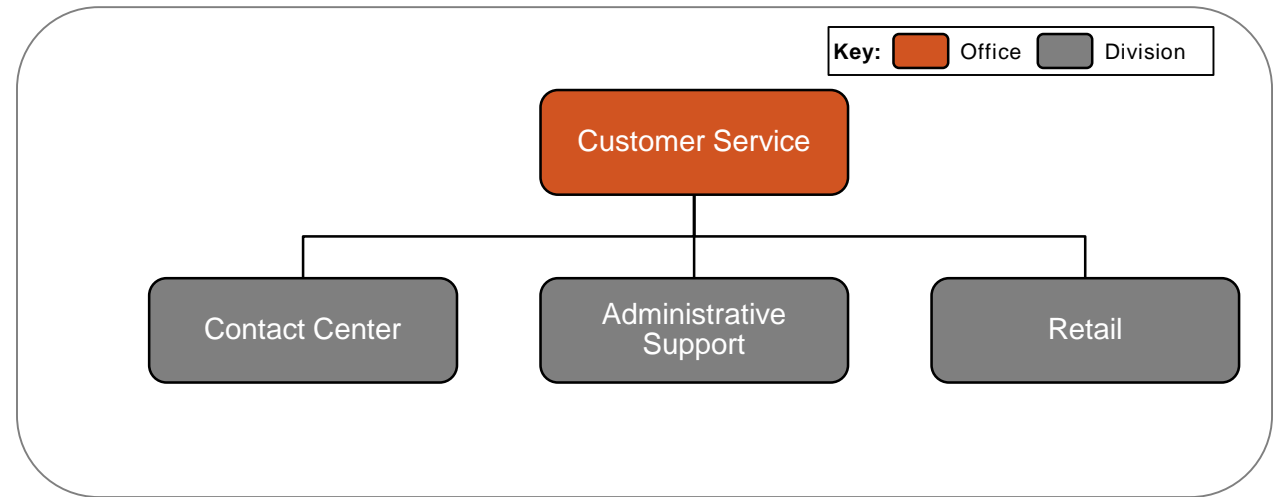 Key: Office Division
Customer Service
Contact Center
Administrative
Support
Retail